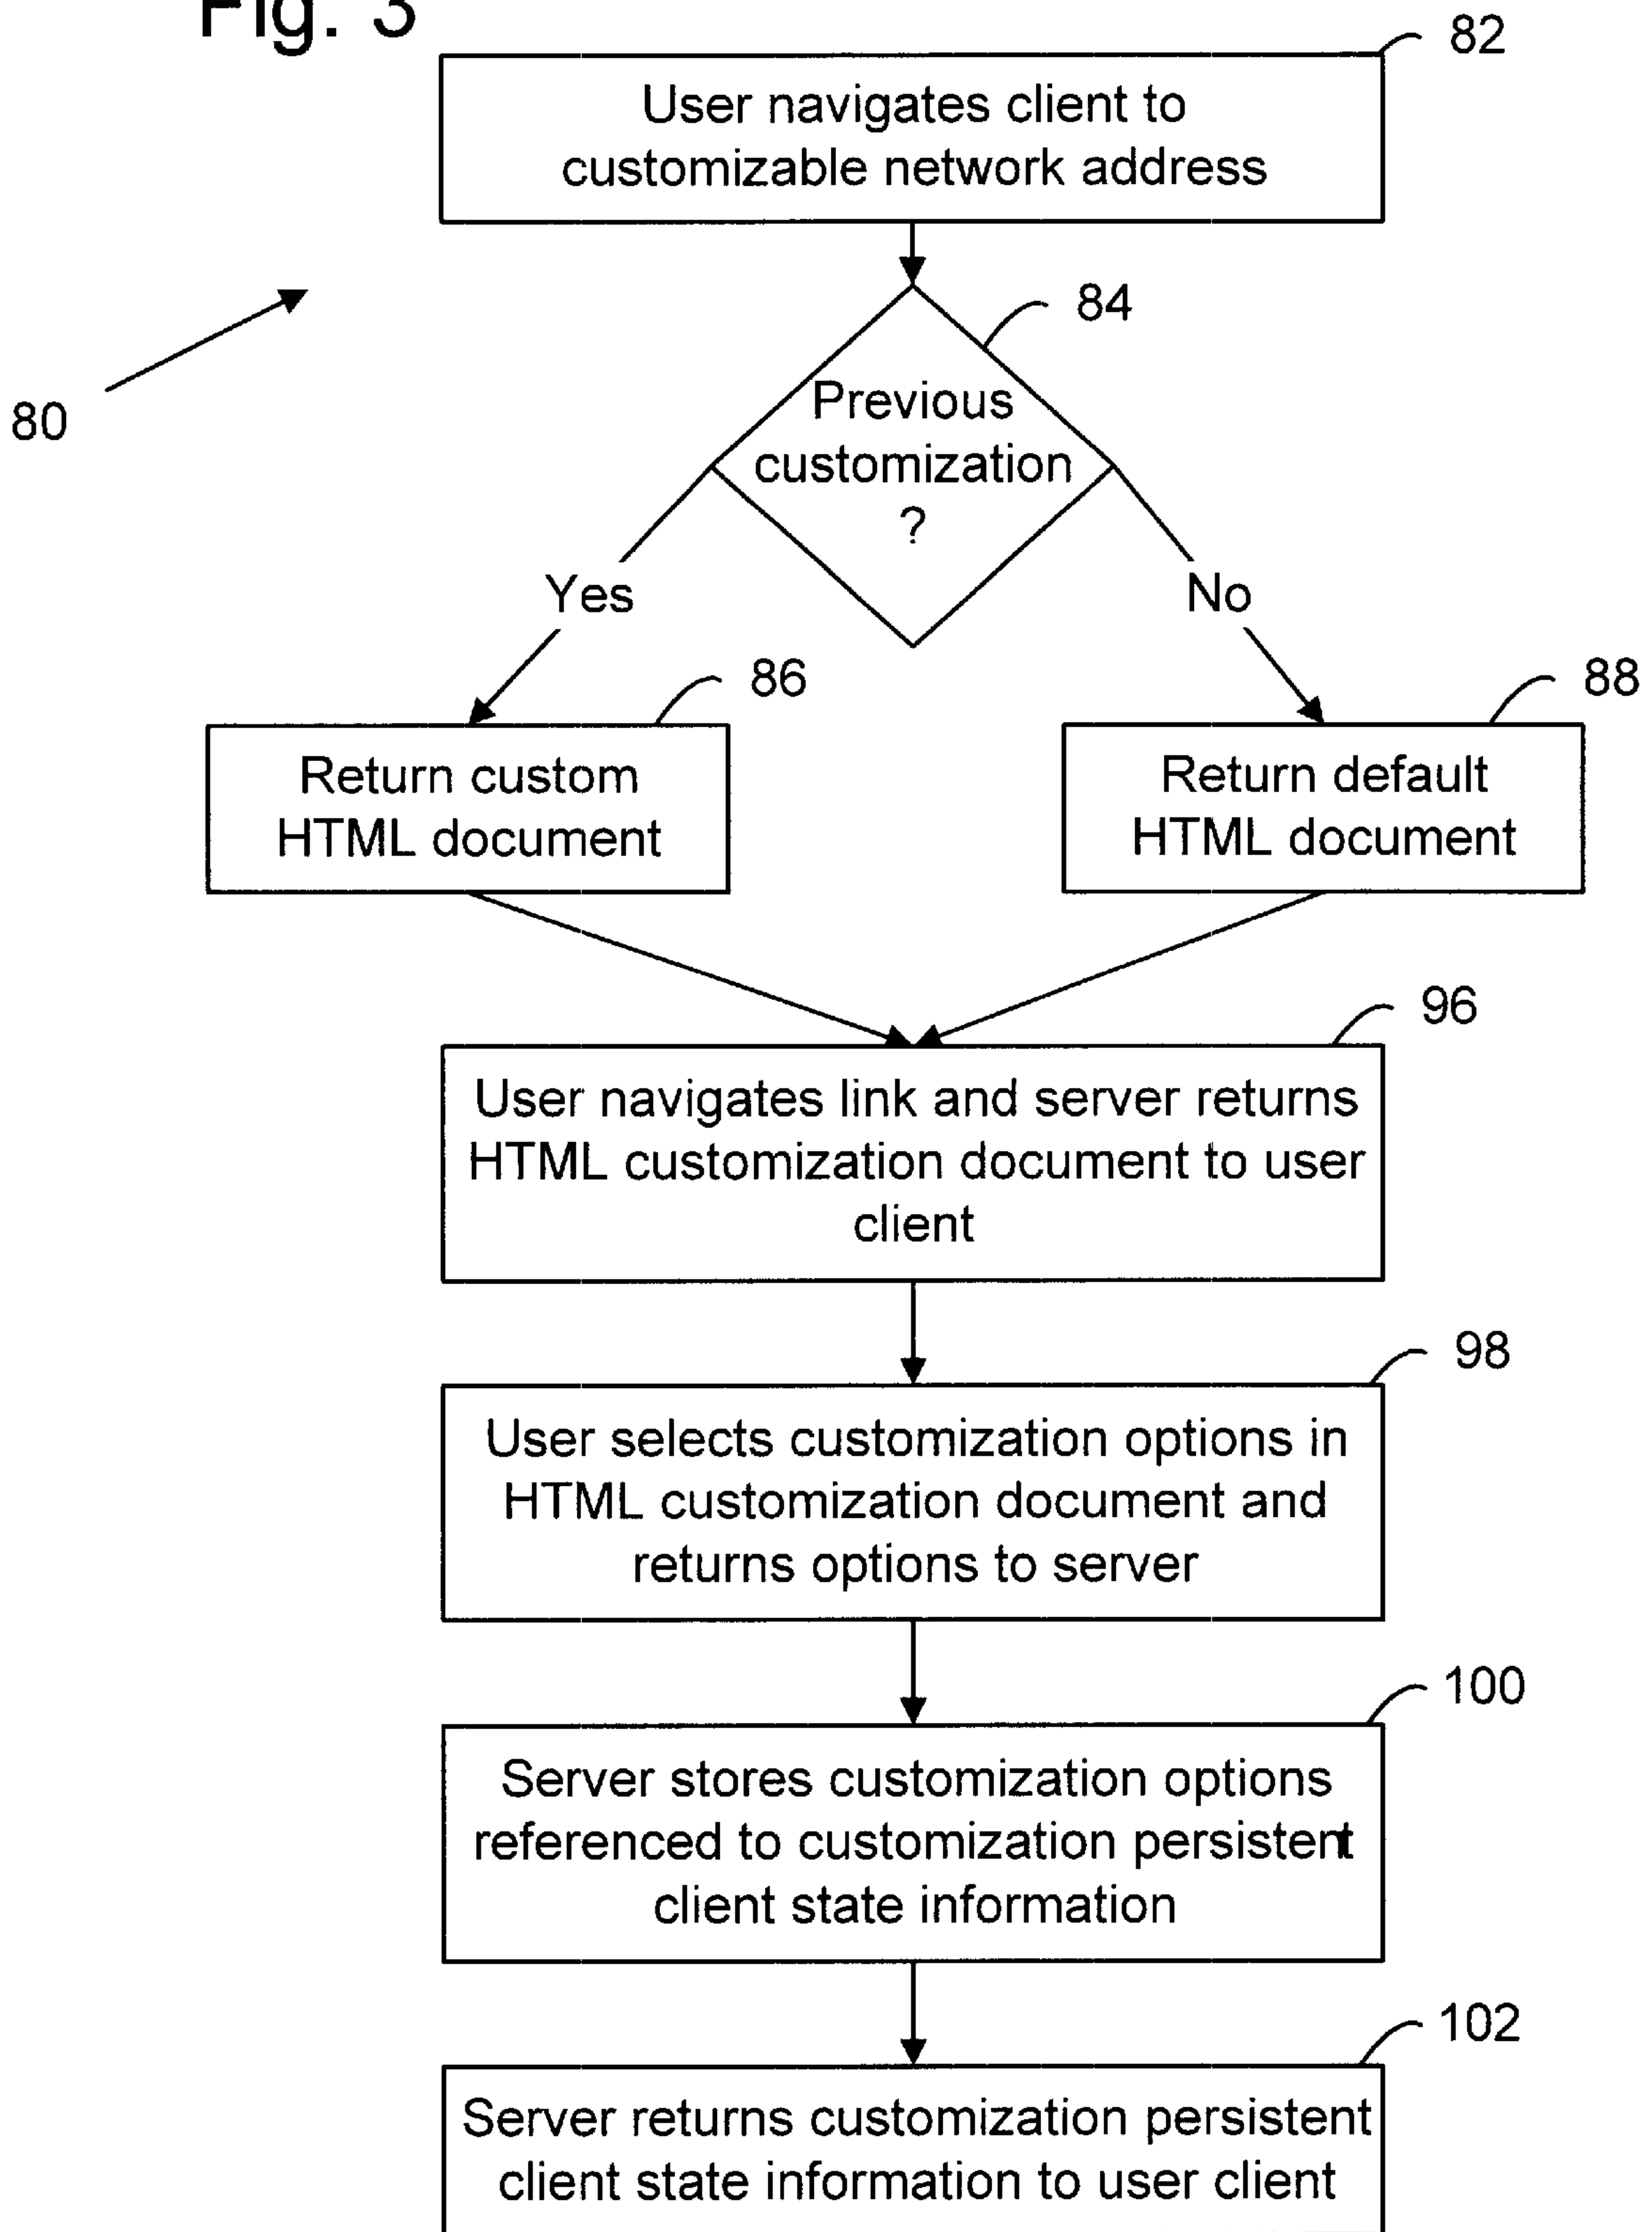 Fig. 3
82
User navigates client to
customizable network address
84
80
Previous
customization
?
Yes
No
86
88
Return custom
HTML document
Return default
HTML document
96
User navigates link and server returns
HTML customization document to user
client
98
User selects customization options in
HTML customization document and
returns options to server
100
Server stores customization options
referenced to customization persistent
client state information
102
Server returns customization persistent
client state information to user client